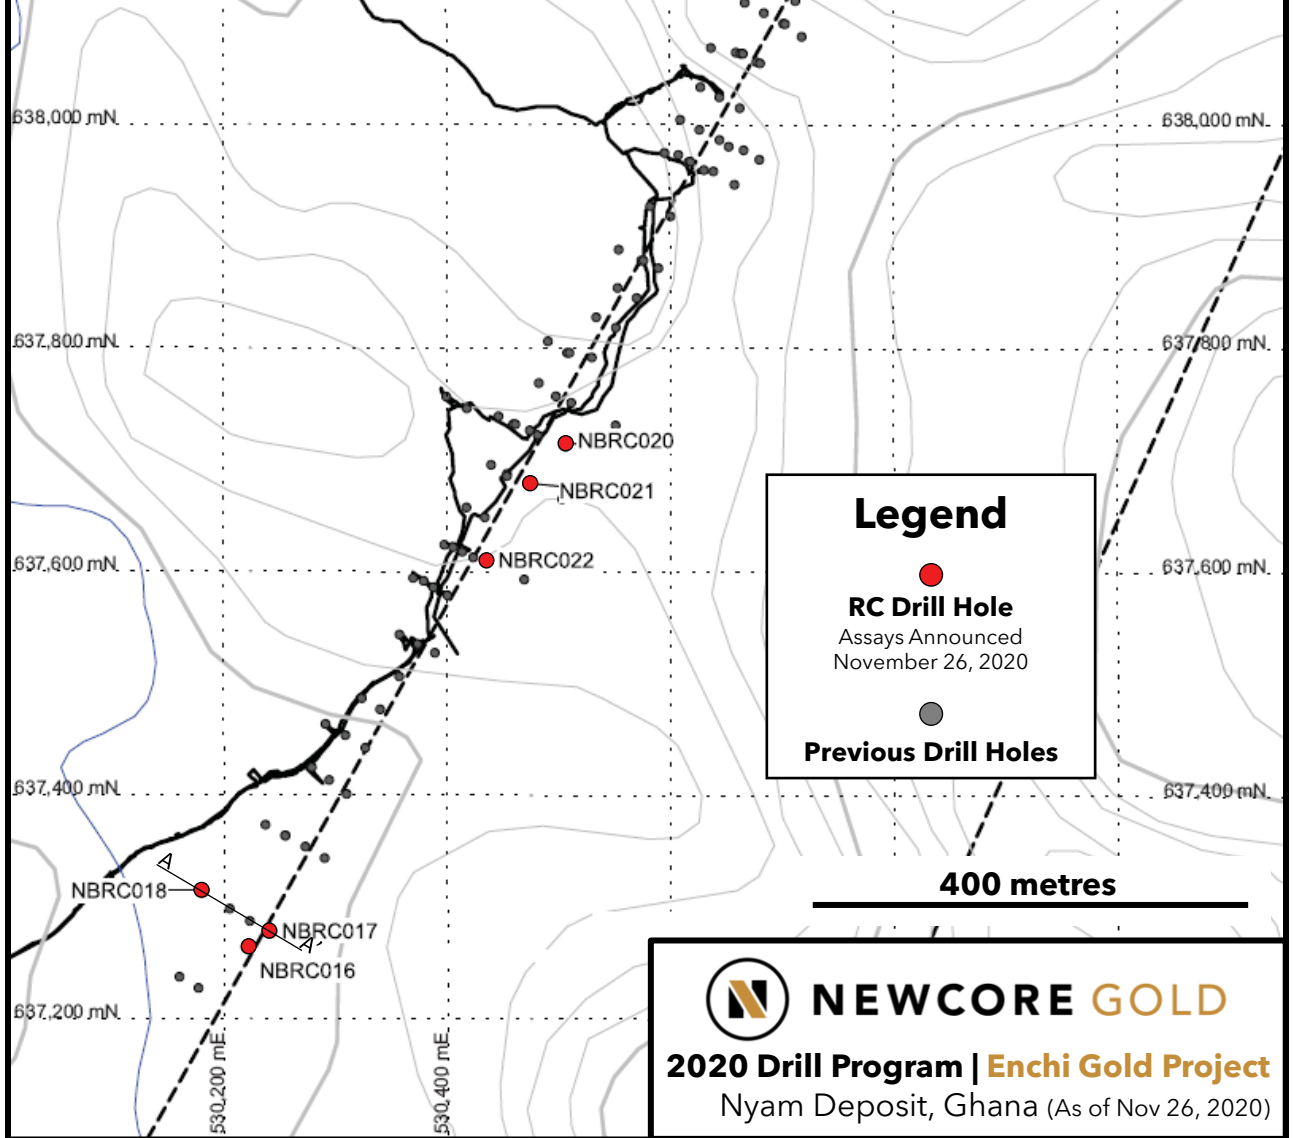 638,000 mN
638,000 mN
637,800 mN
637,800 mN
NBRC020
NBRC021
NBRC022
637,600 mN
637,600 mN
Legend
RC Drill Hole
Assays Announced
November 26, 2020
Previous Drill Holes
637,400 mN
637,400 mN
A
NBRC018
NBRC017
A'
NBRC016
400 metres
637,200 mN
530,200 mE
530,400 mE
NEWCORE GOLD
2020 Drill Program | Enchi Gold Project
Nyam Deposit, Ghana (As of Nov 26, 2020)